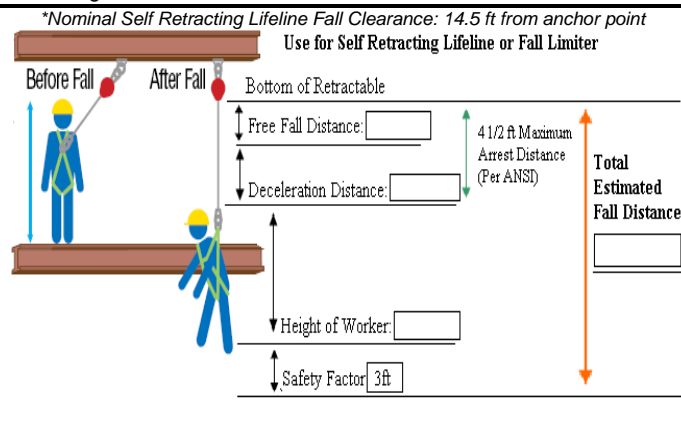 *Nominal Self Retracting Lifeline Fall Clearance: 14.5 ft from anchor point
Use for Self Retracting Lifeline or Fall Limiter
Before Fall
After Fall
Bottom of Retractable
Free Fall Distance:
4 1/2 ft Maximum
Arrest Distance
(Per ANSI)
Deceleration Distance:
Total
Estimated
Fall Distance
Height of Worker:
Safety Factor 3ft